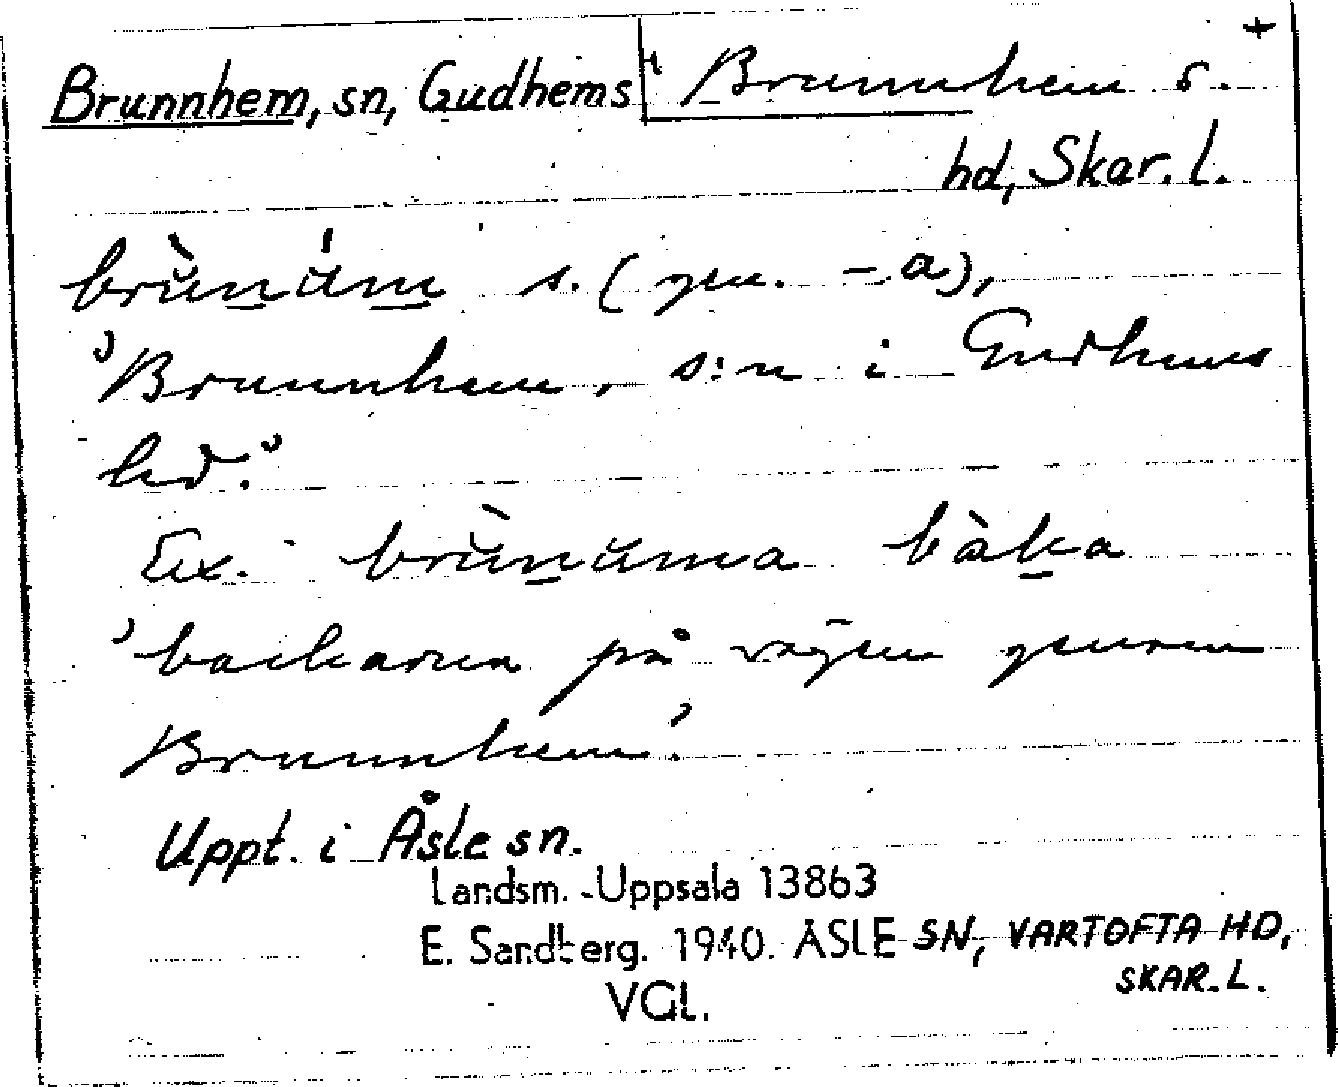 Brunnhem, sn, Gudhems Brunnhem s. +
hd, Skar. l.
brùnám s. (gen. -a),
'Brunnhem, s:n i Gudhems
hd.'
Ex. brùnama bàka
'backarna på vägen genom
Brunnhem.'
Uppt. i Åsle sn.
Landsm. Uppsala 13863
E. Sandberg. 1940. ÅSLE SN, VARTOFTA HD,
SKAR. L.
VGL.